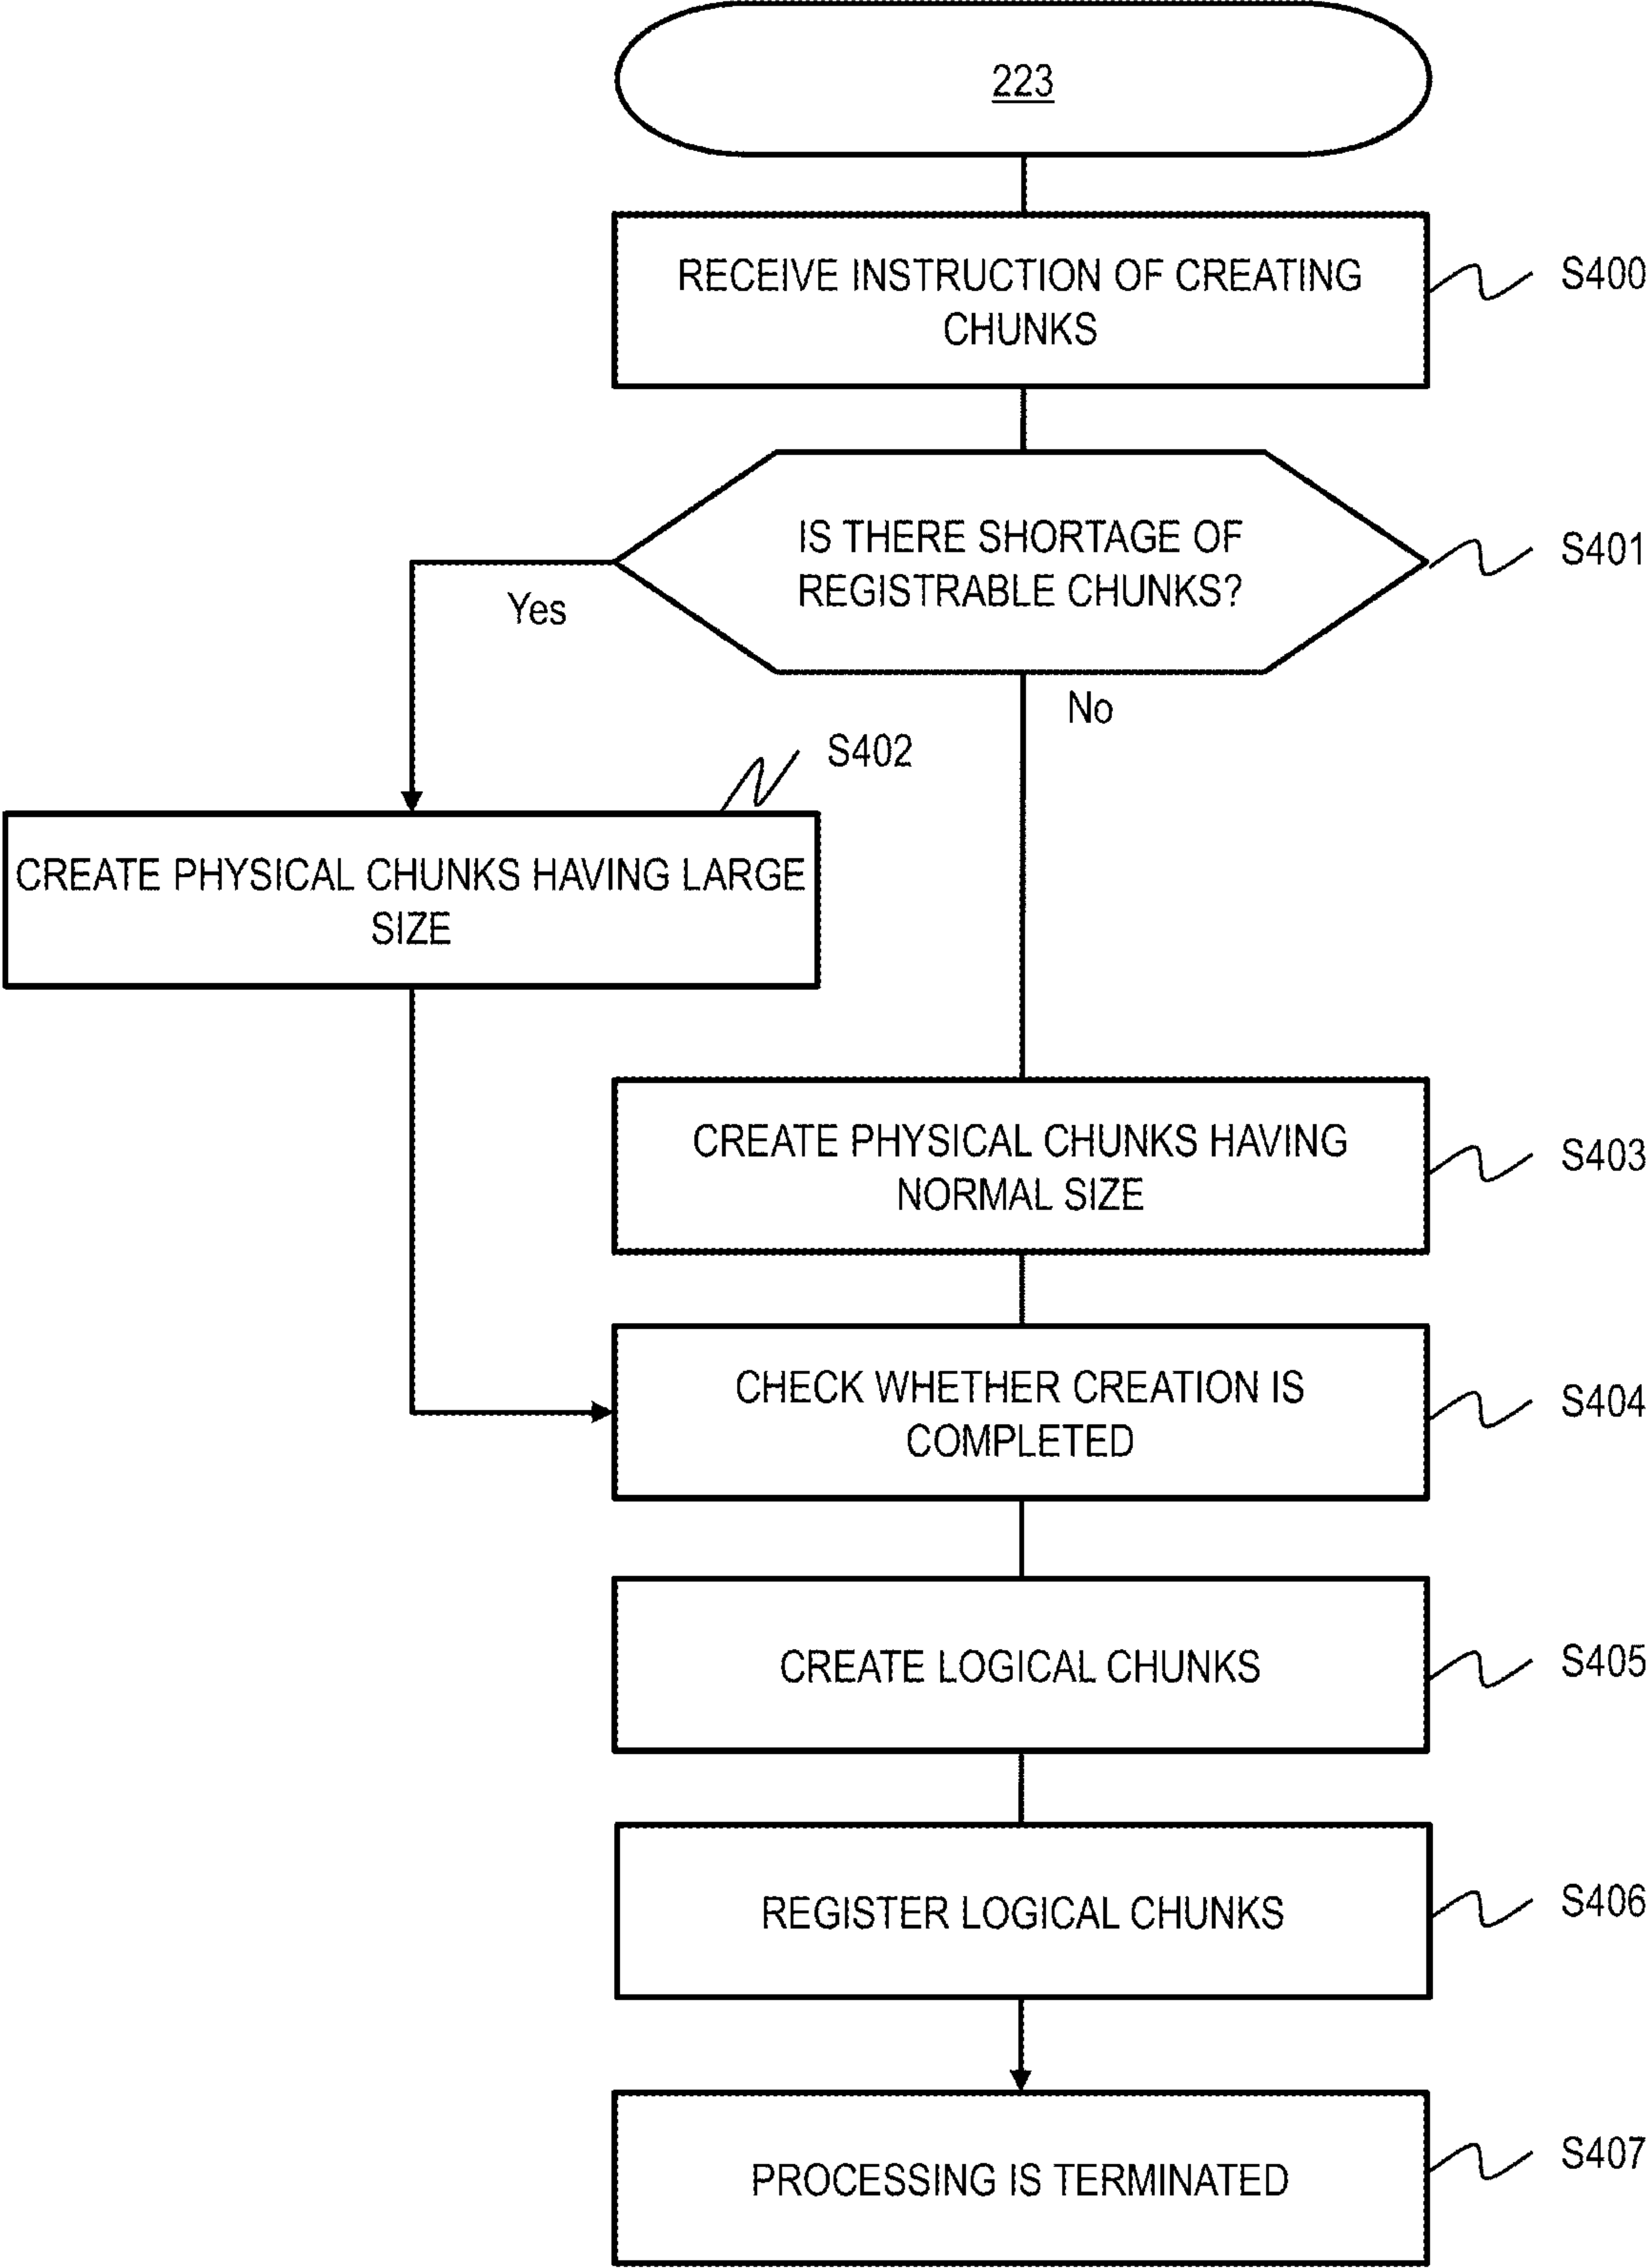 223
RECEIVE INSTRUCTION OF CREATING
CHUNKS
S400
IS THERE SHORTAGE OF
REGISTRABLE CHUNKS?
S401
Yes
No
S402
CREATE PHYSICAL CHUNKS HAVING LARGE
SIZE
CREATE PHYSICAL CHUNKS HAVING
NORMAL SIZE
S403
CHECK WHETHER CREATION IS
COMPLETED
S404
CREATE LOGICAL CHUNKS
S405
REGISTER LOGICAL CHUNKS
S406
PROCESSING IS TERMINATED
S407